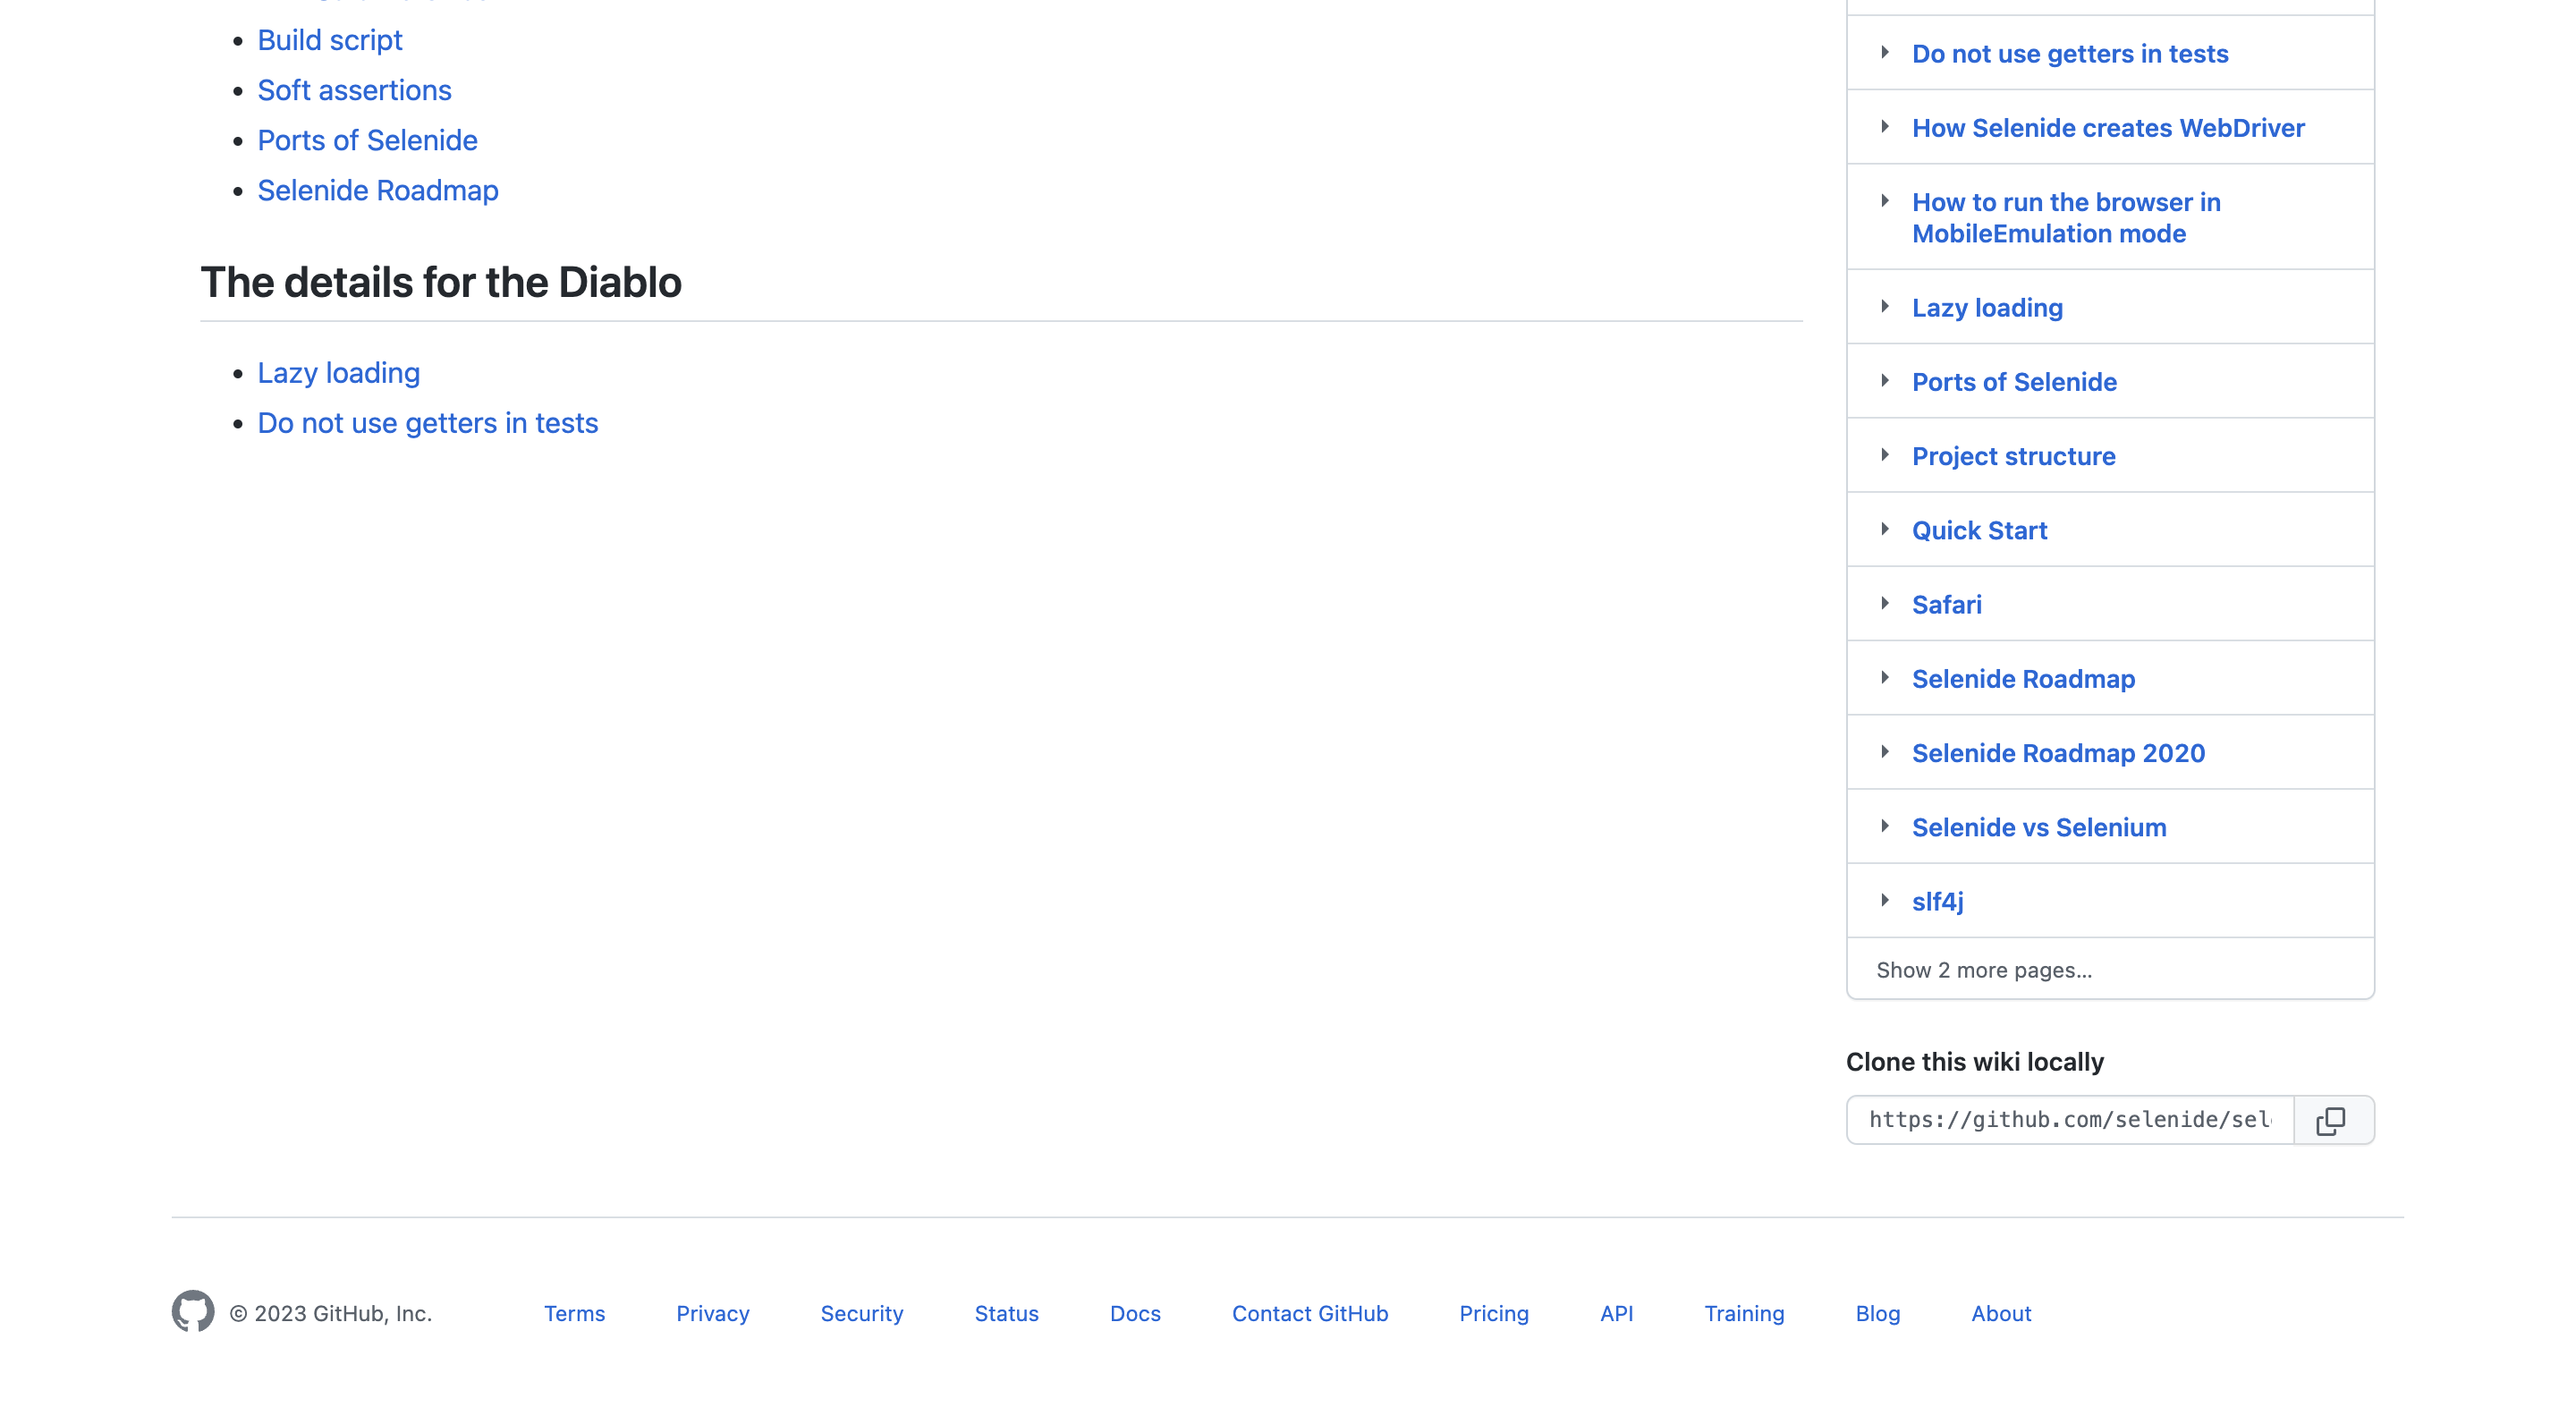 Build script
Soft assertions
Ports of Selenide
Selenide Roadmap
The details for the Diablo
Lazy loading
Do not use getters in tests
Do not use getters in tests
How Selenide creates WebDriver
How to run the browser in
MobileEmulation mode
Lazy loading
Ports of Selenide
Project structure
Quick Start
Safari
Selenide Roadmap
Selenide Roadmap 2020
Selenide vs Selenium
slf4j
Show 2 more pages...
Clone this wiki locally
https://github.com/selenide/sel
© 2023 GitHub, Inc. Terms Privacy Security Status Docs Contact GitHub Pricing API Training Blog About